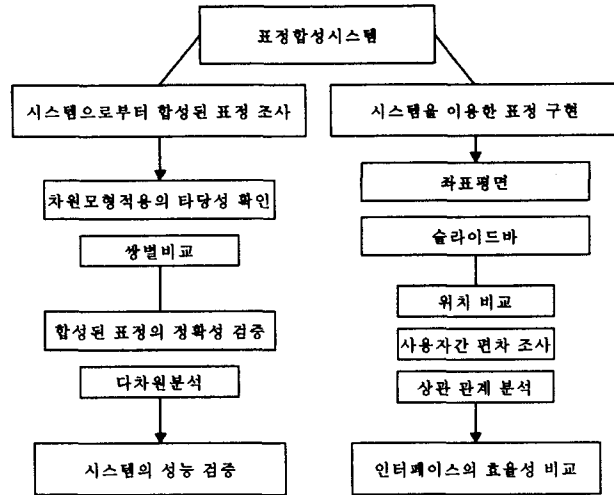 표정합성시스템
시스템으로부터 합성된 표정 조사
차원모형적용의 타당성 확인
쌍별비교
합성된 표정의 정확성 검증
다차원분석
시스템의 성능 검증
시스템을 이용한 표정 구현
좌표평면
슬라이드바
위치 비교
사용자간 편차 조사
상관 관계 분석
인터페이스의 효율성 비교